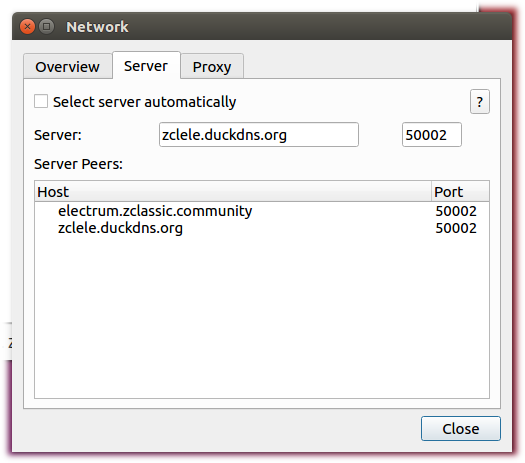 Network
Overview Server Proxy
Select server automatically ?
Server: zclele.duckdns.org 50002
Server Peers:
Host Port
electrum.zclassic.community 50002
zclele.duckdns.org 50002
Close